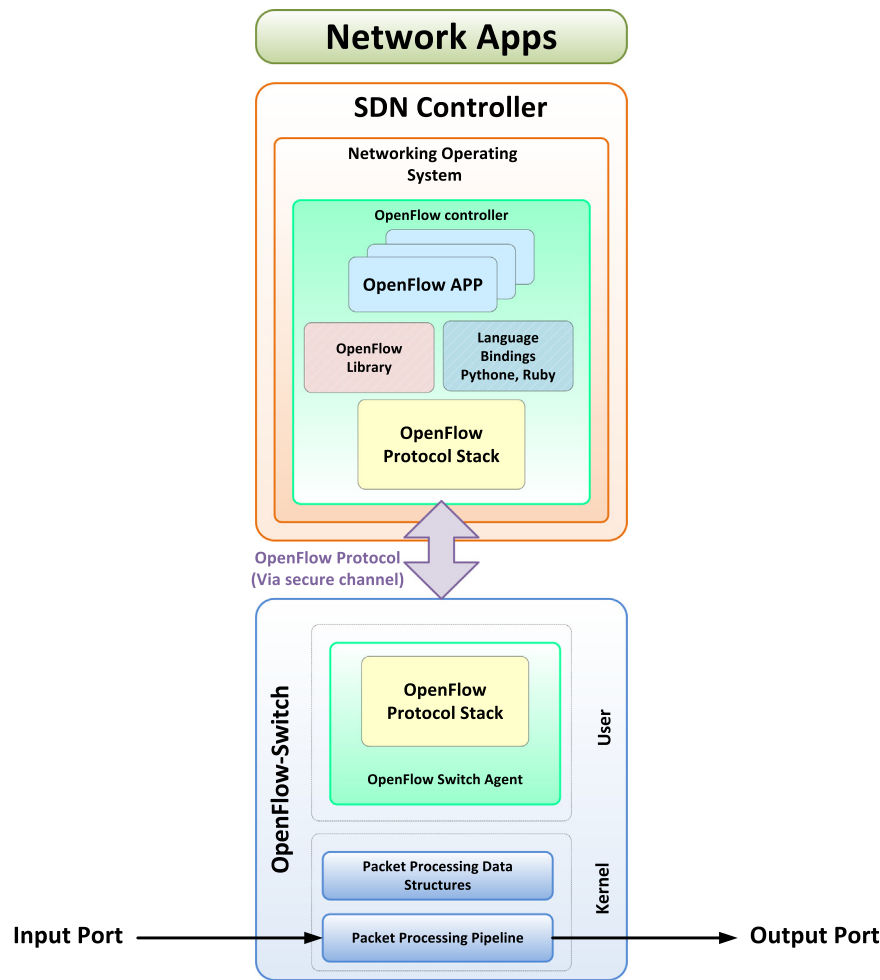 Network Apps
SDN Controller
Networking Operating
System
OpenFlow controller
OpenFlow APP
OpenFlow
Library
Language
Bindings
Pythone, Ruby
OpenFlow
Protocol Stack
OpenFlow Protocol
(Via secure channel)
OpenFlow-Switch
OpenFlow
Protocol Stack
OpenFlow Switch Agent
User
Packet Processing Data
Structures
Kernel
Input Port
Packet Processing Pipeline
Output Port